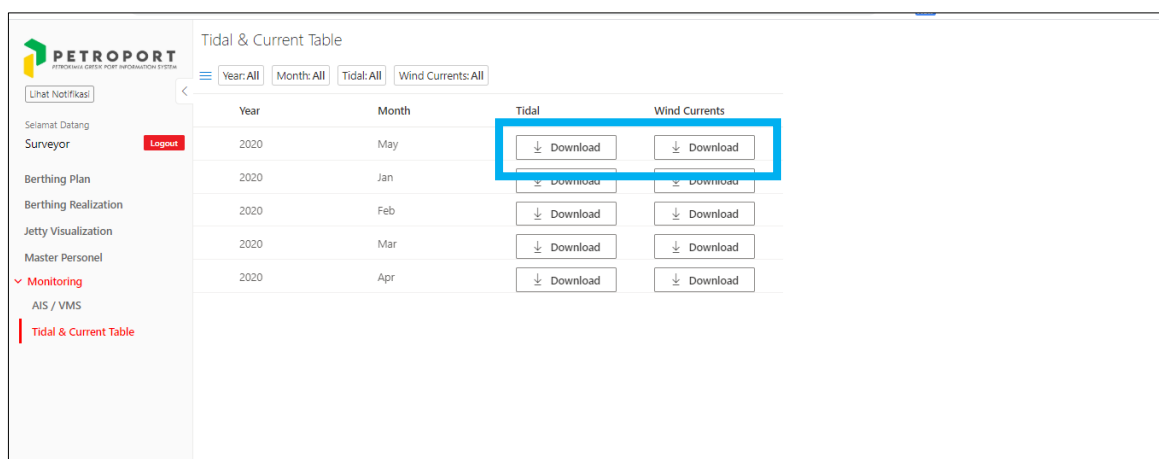 PETROPORT
PETROKIMIA GRESIK PORT INFORMATION SYSTEM
Lihat Notifikasi
Selamat Datang
Surveyor Logout
Berthing Plan
Berthing Realization
Jetty Visualization
Master Personel
Monitoring
AIS / VMS
Tidal & Current Table
Tidal & Current Table
Year: All Month: All Tidal: All Wind Currents: All
Year Month Tidal Wind Currents
2020 May Download Download
2020 Jan Download Download
2020 Feb Download Download
2020 Mar Download Download
2020 Apr Download Download